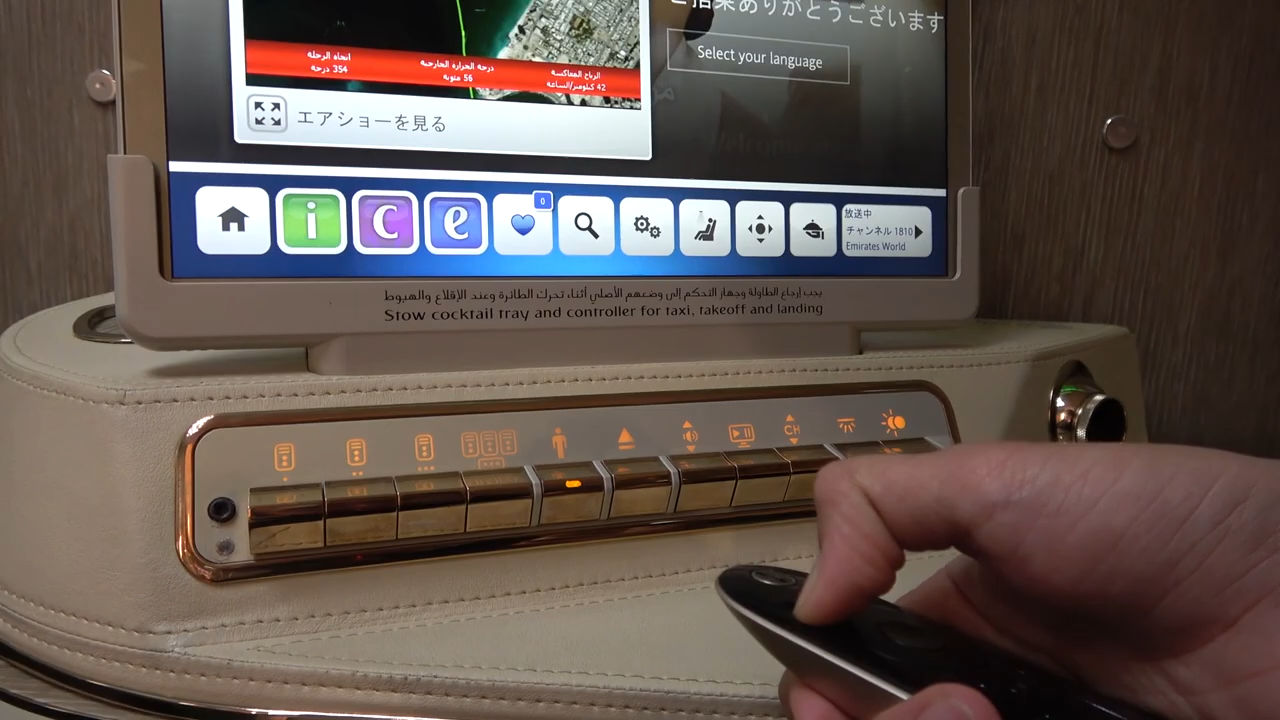 ご搭乗ありがとうございます
Select your language
اتجاه الرحلة
354 درجة
درجة الحرارة الخارجية
56 مئوية
الرياح المعاكسة
42 كيلومتر/الساعة
エアショーを見る
i
c
e
0
放送中
チャンネル 1810
Emirates World
يجب إرجاع الطاولة وجهاز التحكم إلى وضعهم الأصلي أثناء تحرك الطائرة وعند الإقلاع والهبوط
Stow cocktail tray and controller for taxi, takeoff and landing
CH